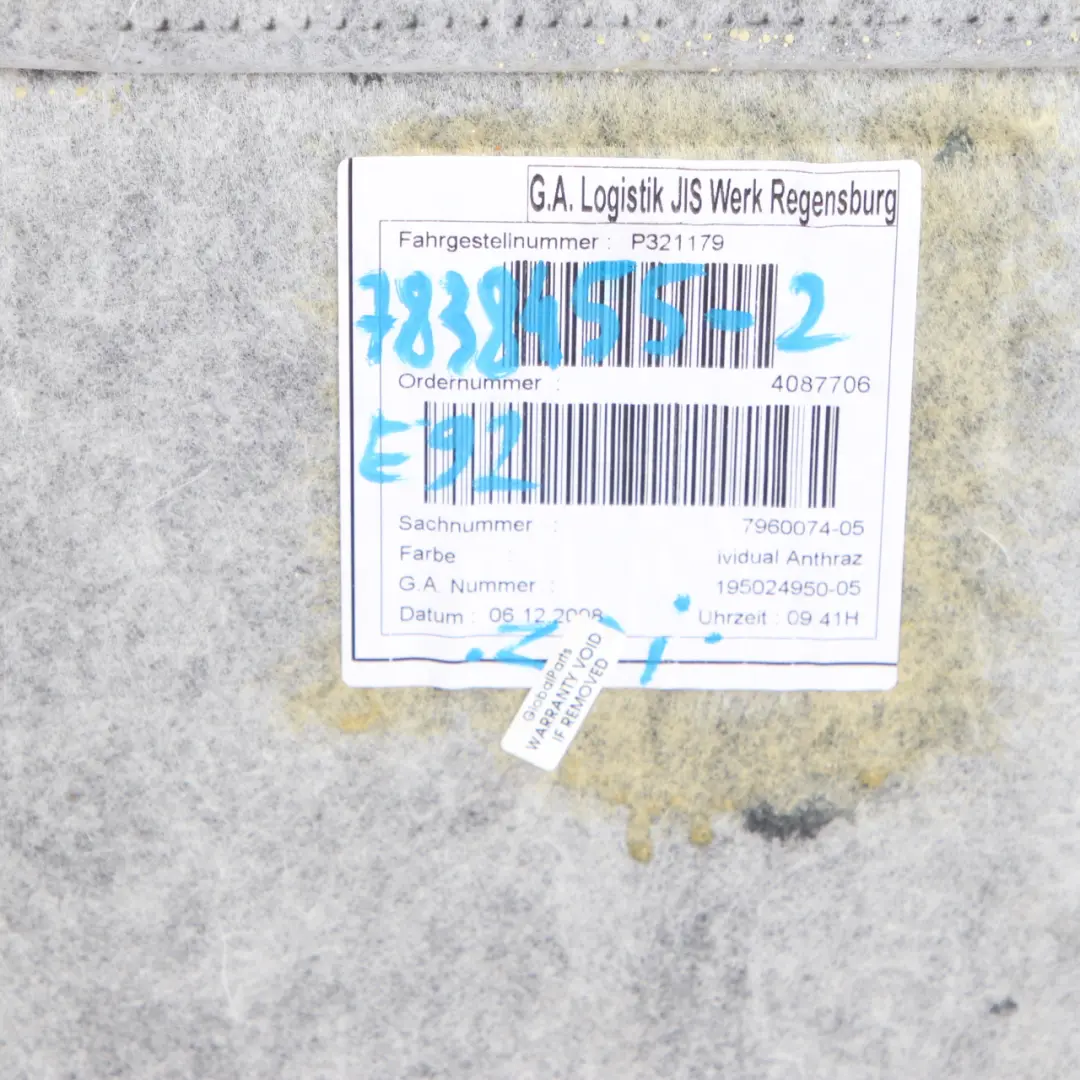 G.A. Logistik JIS Werk Regensburg
Fahrgestellnummer : P321179
7838455-2
Ordernummer : 4087706
E92
Sachnummer : 7960074-05
Farbe : ividual Anthraz
G.A. Nummer : 195024950-05
Datum : 06.12.2008 Uhrzeit : 09 41H
GlobalParts
WARRANTY VOID
IF REMOVED